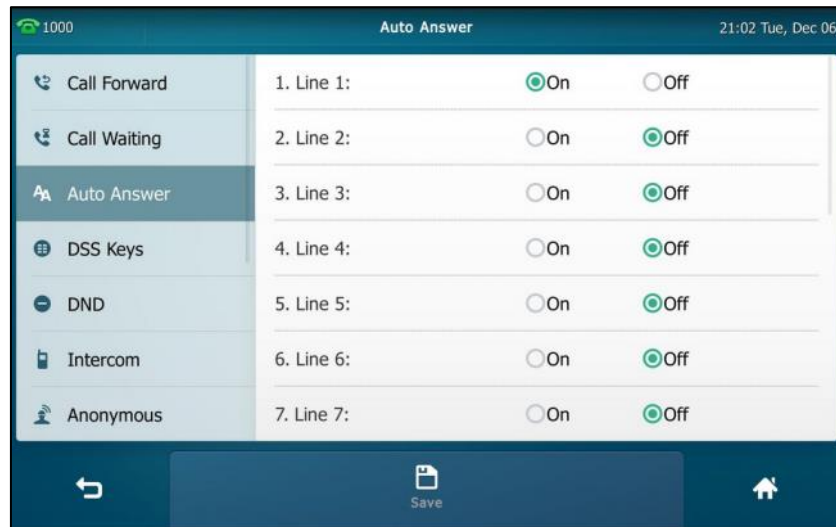 1000 Auto Answer 21:02 Tue, Dec 06
Call Forward
Call Waiting
Auto Answer
DSS Keys
DND
Intercom
Anonymous
1. Line 1: On Off
2. Line 2: On Off
3. Line 3: On Off
4. Line 4: On Off
5. Line 5: On Off
6. Line 6: On Off
7. Line 7: On Off
Save